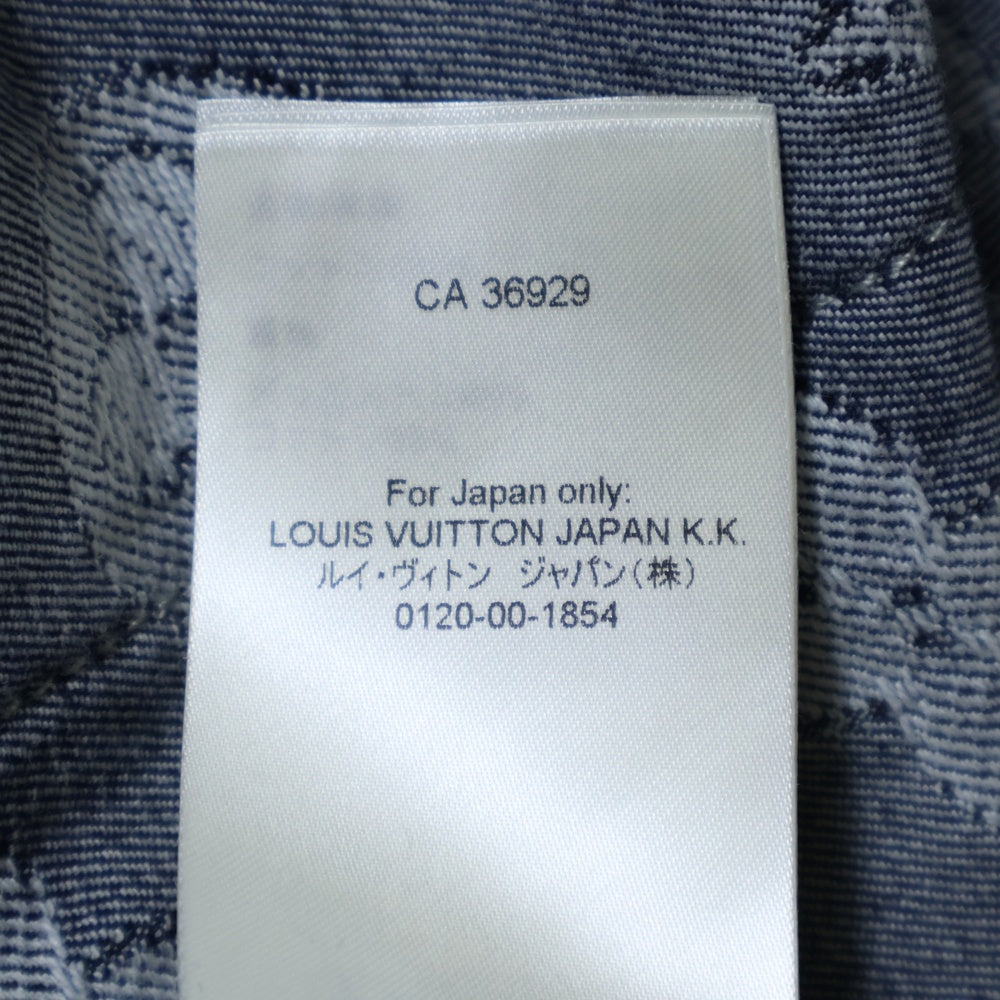 CA 36929
For Japan only:
LOUIS VUITTON JAPAN K.K.
ルイ・ヴィトン　ジャパン(株)
0120-00-1854